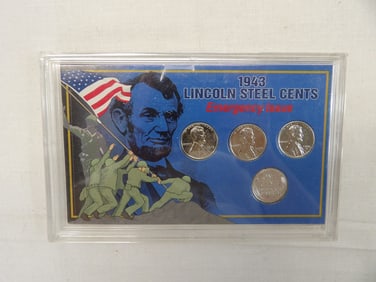 1943
LINCOLN STEEL CENTS
Emergency Issue